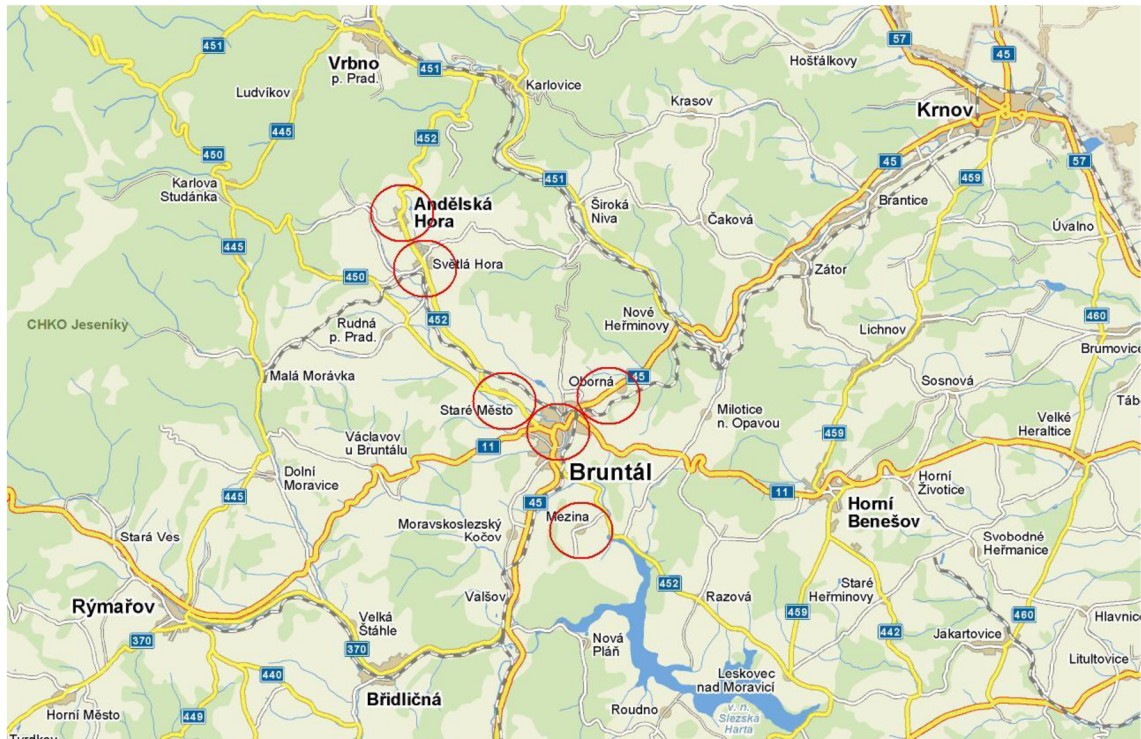 451
57
45
Hošťálkovy
Vrbno
p. Prad.
451
Karlovice
Ludvíkov
Krasov
Krnov
445
452
45
57
450
451
459
Karlova
Studánka
Andělská
Hora
Široká
Niva
Čaková
Brantice
Úvalno
445
Světlá Hora
Zátor
450
CHKO Jeseníky
452
Rudná
p. Prad.
Nové
Heřminovy
Lichnov
460
Brumovice
Malá Morávka
Oborná
45
Sosnová
Staré Město
Milotice
n. Opavou
Velké
Heraltice
Václavov
u Bruntálu
11
459
Bruntál
Dolní
Moravice
445
45
11
Horní
Životice
Horní
Benešov
Stará Ves
Moravskoslezský
Kočov
Mezina
Svobodné
Heřmanice
Rýmařov
Valšov
452
Razová
Staré
Heřminovy
459
460
Velká
Štáhle
370
370
442
Hlavnic
Nová
Pláň
Jakartovice
440
Břidličná
Leskovec
nad Moravicí
Litultovice
Horní Město
449
Roudno
v. n.
Slezská
Harta